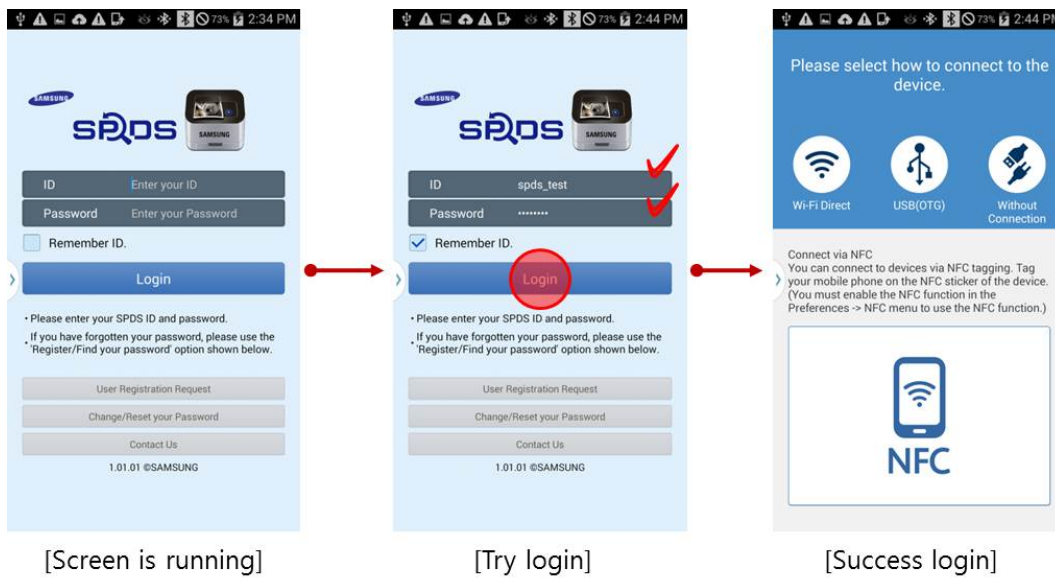 73% 2:34 PM
SAMSUNG
SPDS
SAMSUNG
ID Enter your ID
Password Enter your Password
Remember ID.
Login
• Please enter your SPDS ID and password.
• If you have forgotten your password, please use the
'Register/Find your password' option shown below.
User Registration Request
Change/Reset your Password
Contact Us
1.01.01 ©SAMSUNG
[Screen is running]
73% 2:44 PM
SAMSUNG
SPDS
SAMSUNG
ID spds_test
Password ········
Remember ID.
Login
• Please enter your SPDS ID and password.
• If you have forgotten your password, please use the
'Register/Find your password' option shown below.
User Registration Request
Change/Reset your Password
Contact Us
1.01.01 ©SAMSUNG
[Try login]
73% 2:44 PM
Please select how to connect to the
device.
Wi-Fi Direct USB(OTG) Without
Connection
Connect via NFC
You can connect to devices via NFC tagging. Tag
your mobile phone on the NFC sticker of the device.
(You must enable the NFC function in the
Preferences -> NFC menu to use the NFC function.)
NFC
[Success login]